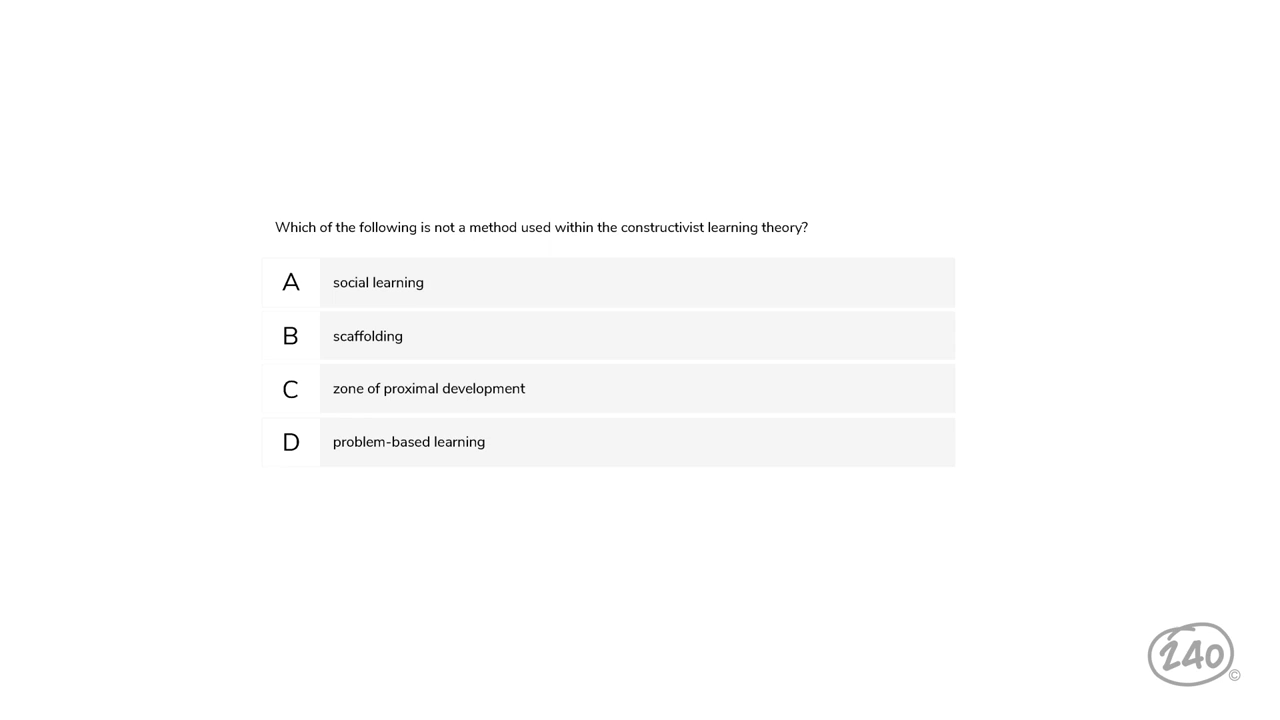 Which of the following is not a method used within the constructivist learning theory?
A social learning
B scaffolding
C zone of proximal development
D problem-based learning
240
©